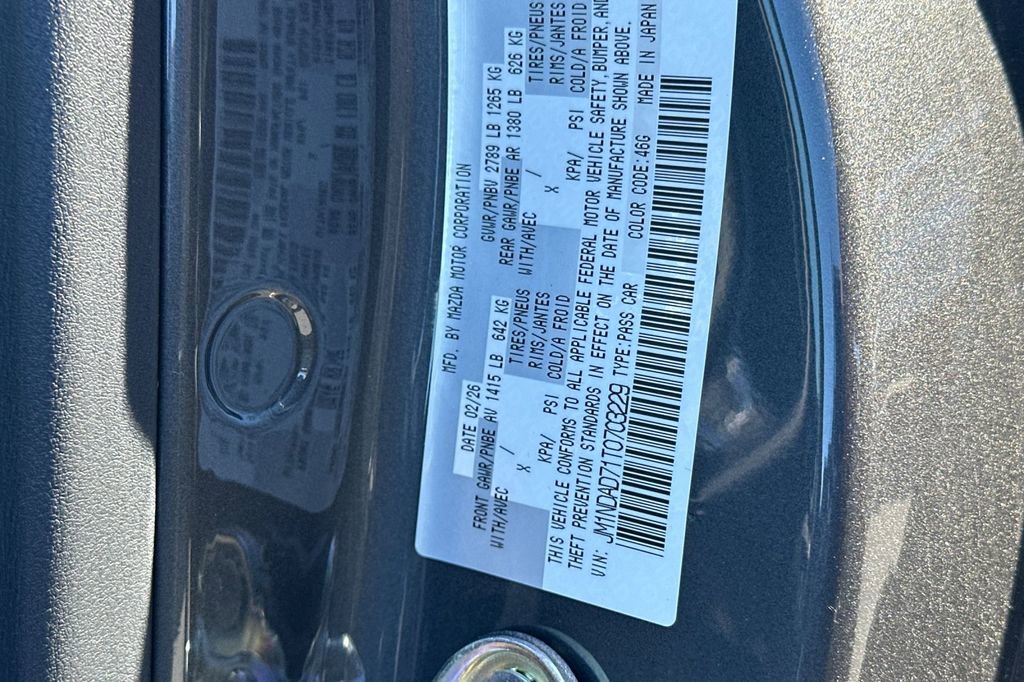 MFD. BY MAZDA MOTOR CORPORATION
DATE 02/26 GVWR/PNBV 2789 LB 1265 KG
FRONT GAWR/PNBE AV 1415 LB 642 KG REAR GAWR/PNBE AR 1380 LB 626 KG
WITH/AVEC TIRES/PNEUS WITH/AVEC TIRES/PNEUS
X / RIMS/JANTES X / RIMS/JANTES
KPA/ PSI COLD/A FROID KPA/ PSI COLD/A FROID
THIS VEHICLE CONFORMS TO ALL APPLICABLE FEDERAL MOTOR VEHICLE SAFETY, BUMPER, AND
THEFT PREVENTION STANDARDS IN EFFECT ON THE DATE OF MANUFACTURE SHOWN ABOVE.
VIN: JM1NDAD71T0703229 TYPE:PASS CAR COLOR CODE:46G MADE IN JAPAN